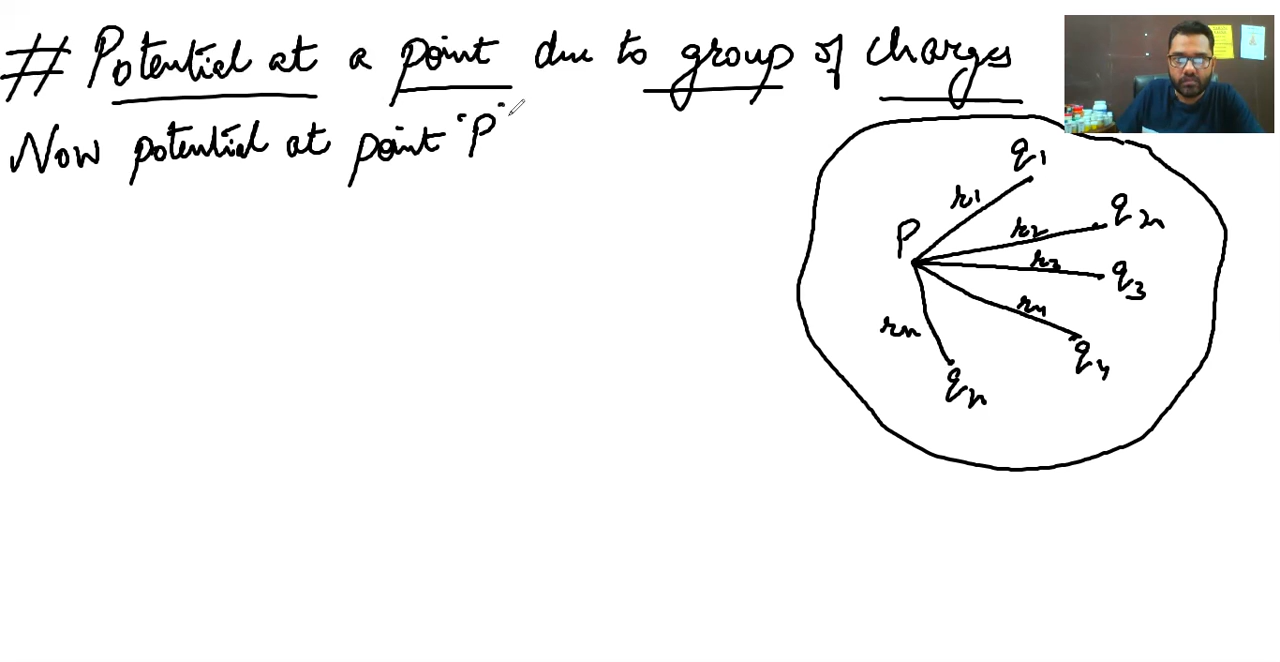 # Potential at a point due to group of charges
Now potential at point "P"
q1
r1
q2
P
r2
r3
q3
r4
rn
q4
qn